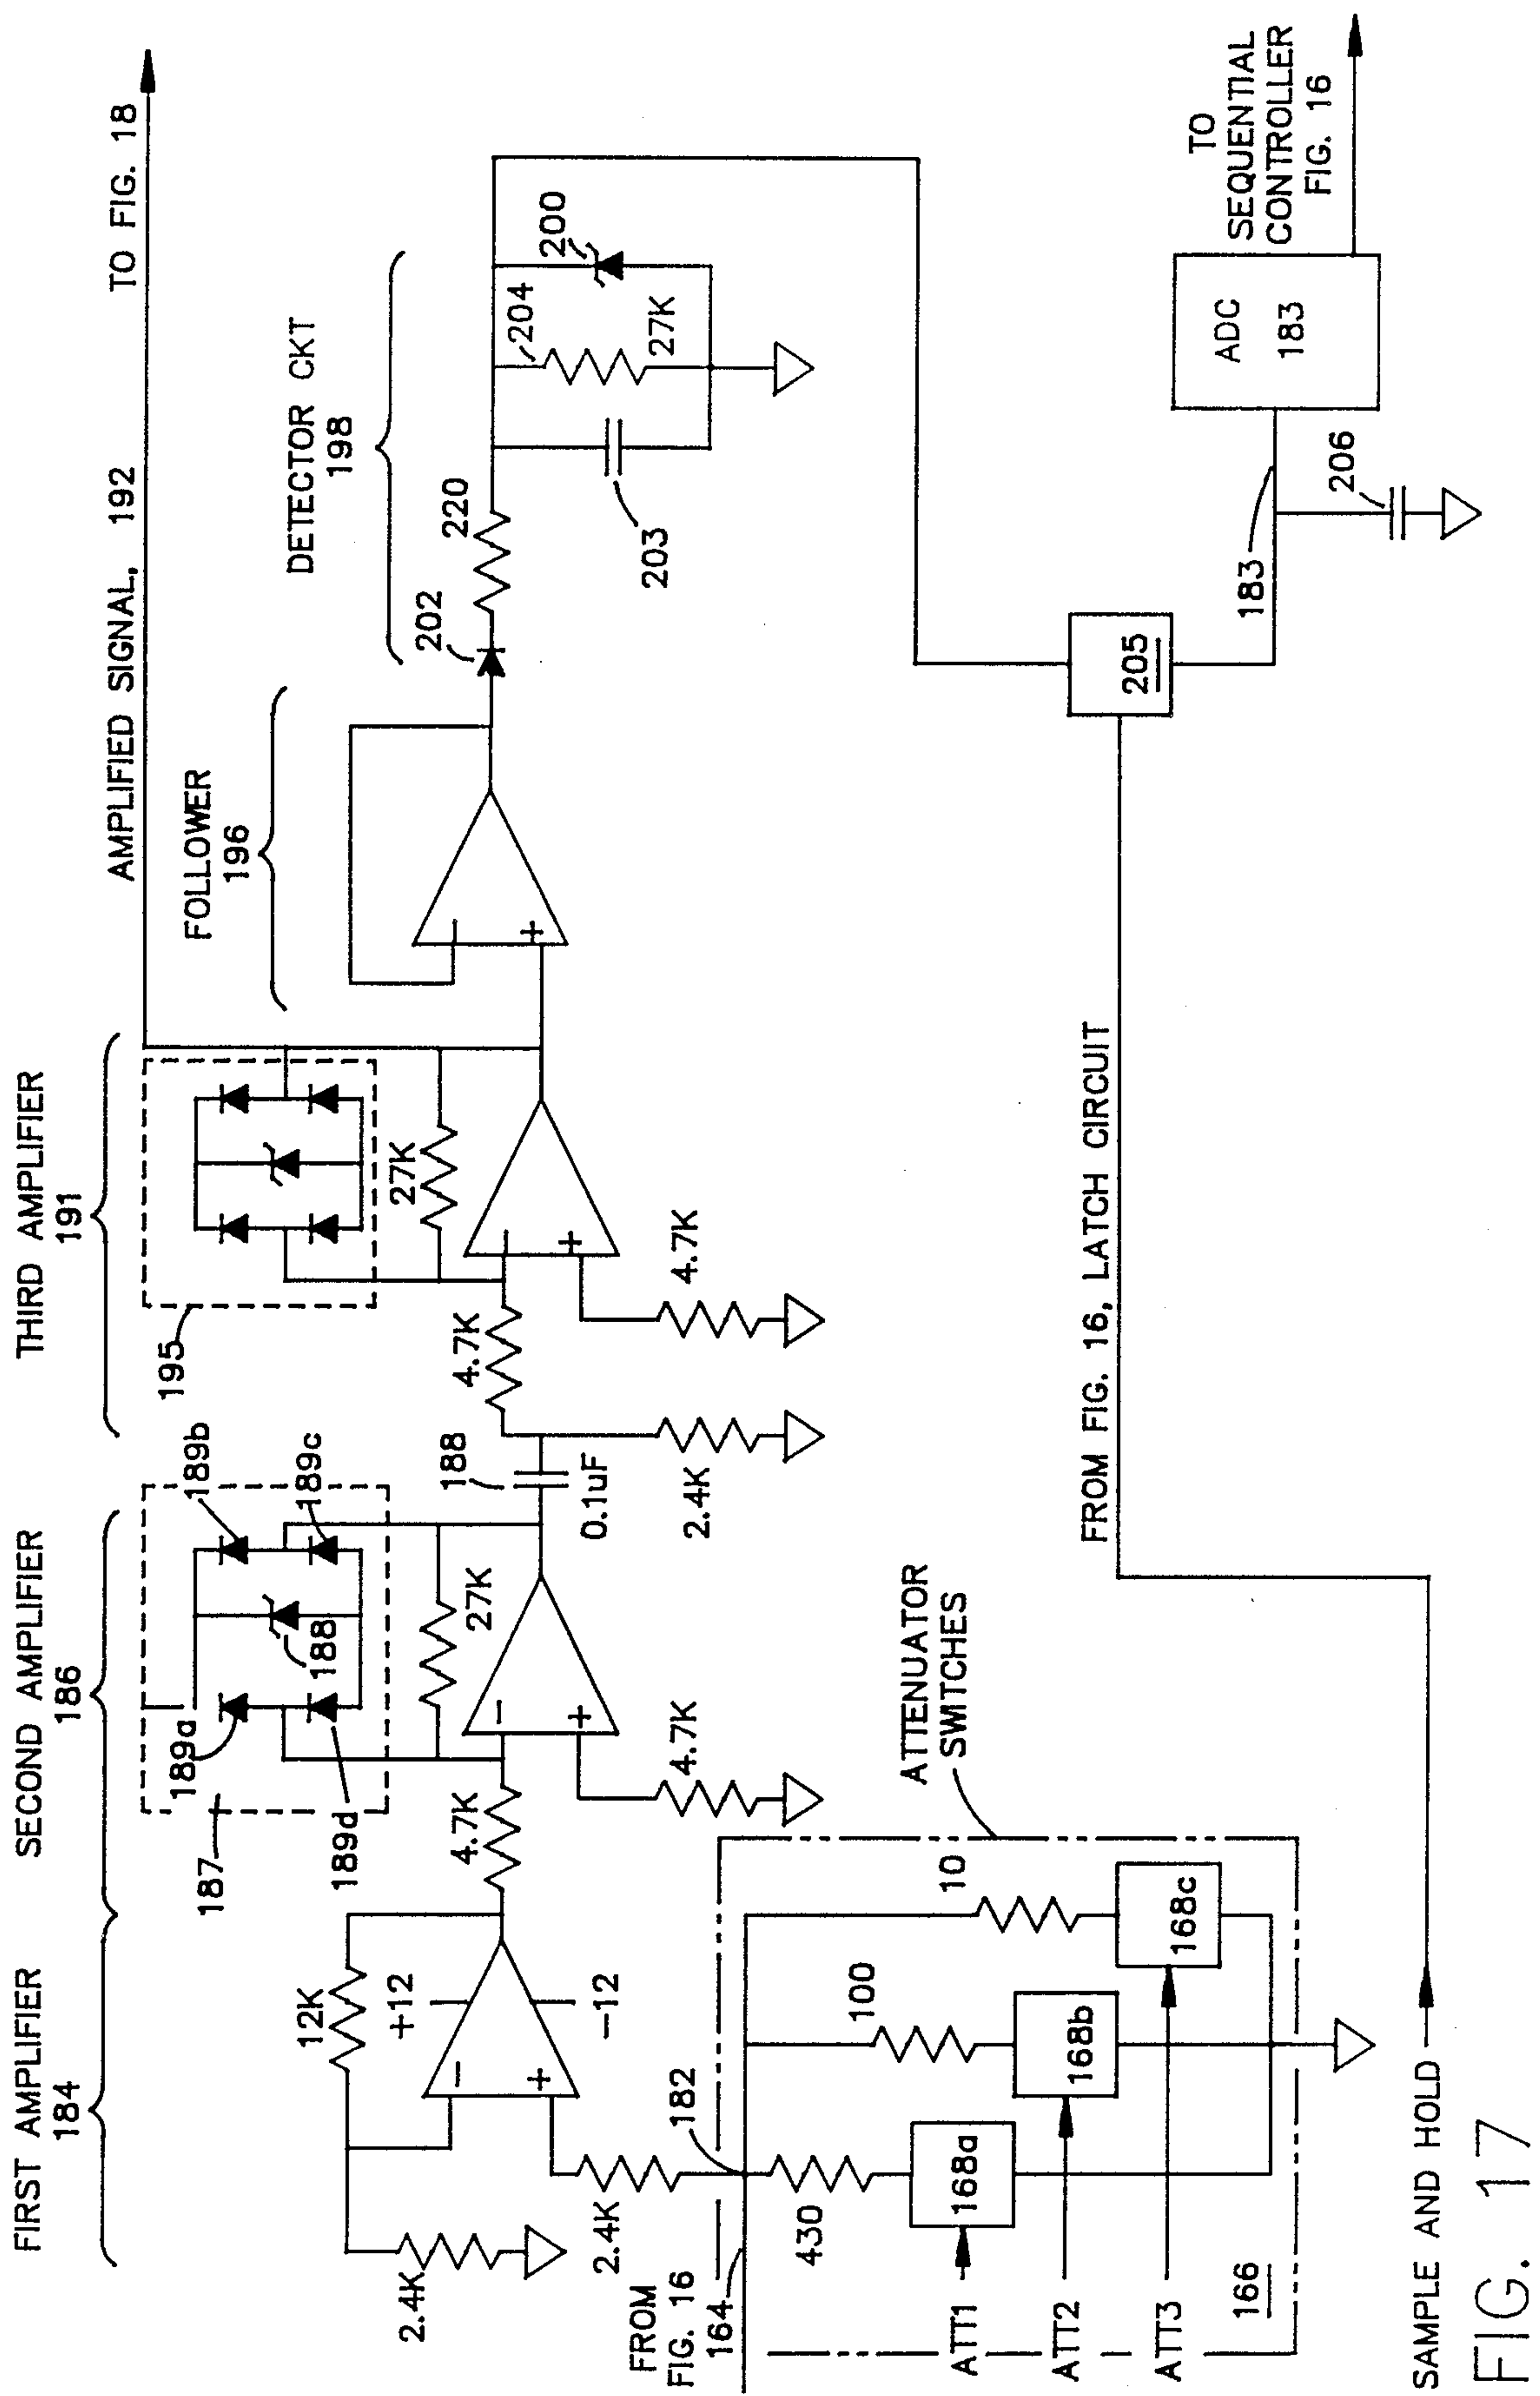 FIRST AMPLIFIER
184
SECOND AMPLIFIER
186
THIRD AMPLIFIER
191
AMPLIFIED SIGNAL, 192
TO FIG. 18
FOLLOWER
196
DETECTOR CKT
198
187
189a
189b
188
189c
189d
195
12K
+12
-12
2.4K
2.4K
4.7K
27K
4.7K
188
0.1uF
2.4K
4.7K
27K
4.7K
202
220
203
204
27K
200
FROM
FIG. 16
164
182
430
100
10
168a
168b
168c
ATT1
ATT2
ATT3
166
ATTENUATOR
SWITCHES
FROM FIG. 16, LATCH CIRCUIT
205
183
206
ADC
183
TO
SEQUENTIAL
CONTROLLER
FIG. 16
SAMPLE AND HOLD
FIG. 17